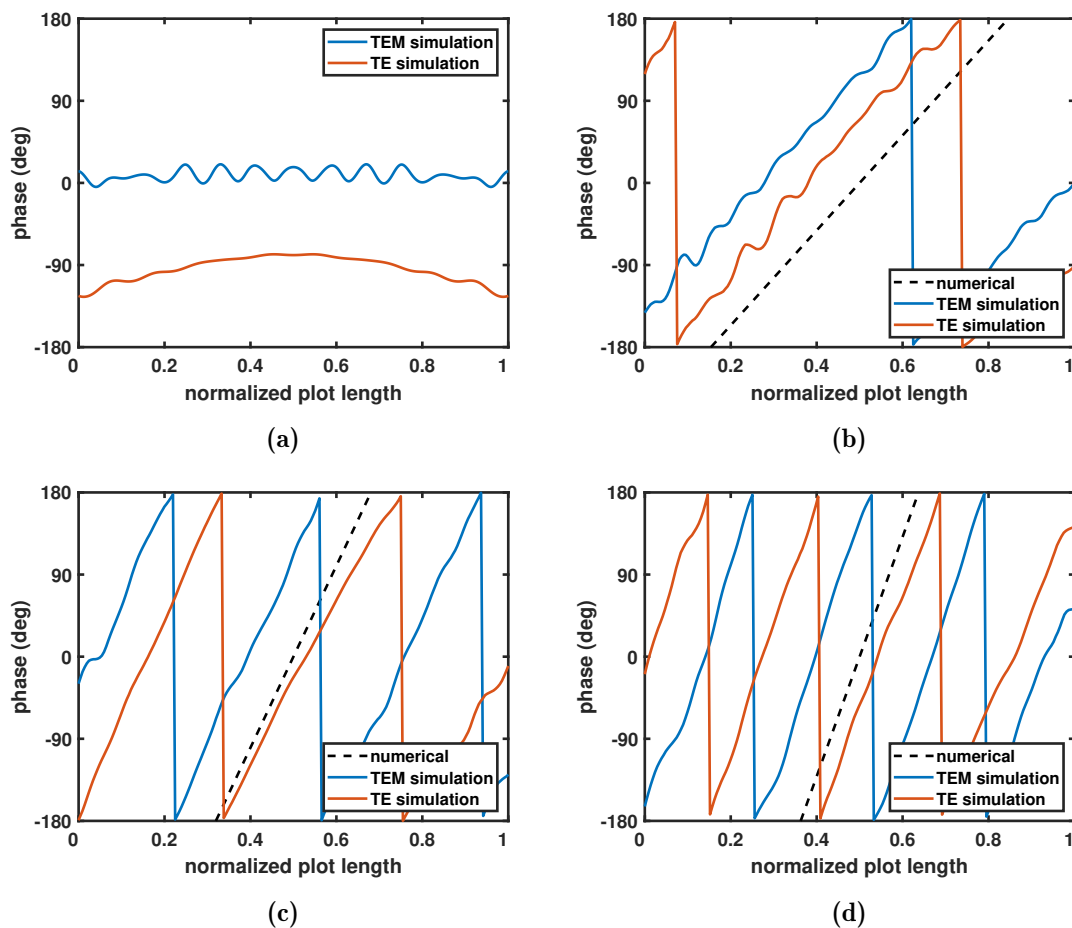 180
90
0
-90
-180
phase (deg)
TEM simulation
TE simulation
0 0.2 0.4 0.6 0.8 1
normalized plot length
(a)
180
90
0
-90
-180
phase (deg)
numerical
TEM simulation
TE simulation
0.2 0.4 0.6 0.8 1
normalized plot length
(b)
180
90
0
-90
-180
phase (deg)
numerical
TEM simulation
TE simulation
0 0.2 0.4 0.6 0.8 1
normalized plot length
(c)
180
90
0
-90
-180
phase (deg)
numerical
TEM simulation
TE simulation
0 0.2 0.4 0.6 0.8 1
normalized plot length
(d)